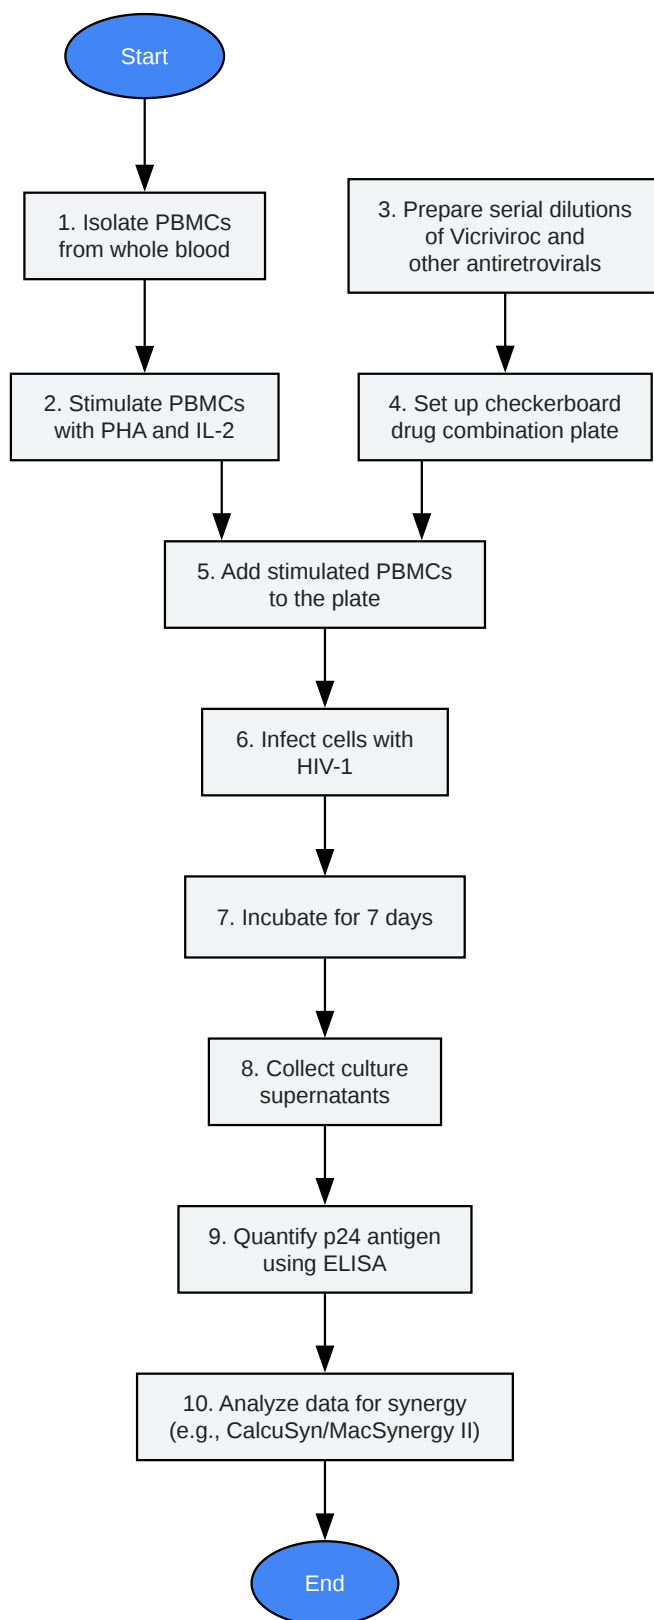 Start
1. Isolate PBMCs
from whole blood
3. Prepare serial dilutions
of Vicriviroc and
other antiretrovirals
2. Stimulate PBMCs
with PHA and IL-2
4. Set up checkerboard
drug combination plate
5. Add stimulated PBMCs
to the plate
6. Infect cells with
HIV-1
7. Incubate for 7 days
8. Collect culture
supernatants
9. Quantify p24 antigen
using ELISA
10. Analyze data for synergy
(e.g., CalcuSyn/MacSynergy II)
End